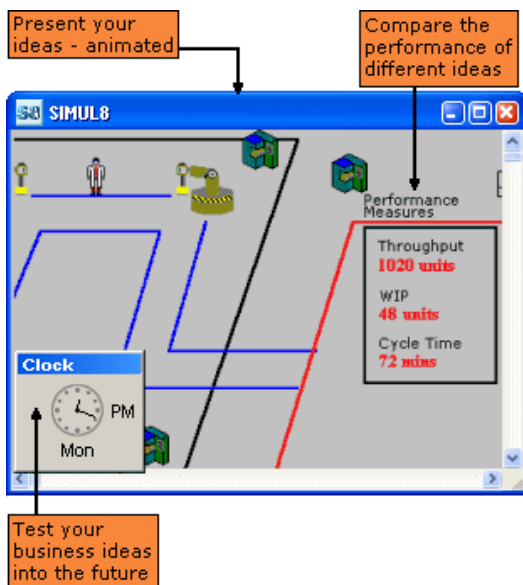 Present your
ideas - animated
Compare the
performance of
different ideas
SIMUL8
Performance
Measures
Throughput
1020 units
WIP
48 units
Cycle Time
72 mins
Clock
PM
Mon
Test your
business ideas
into the future